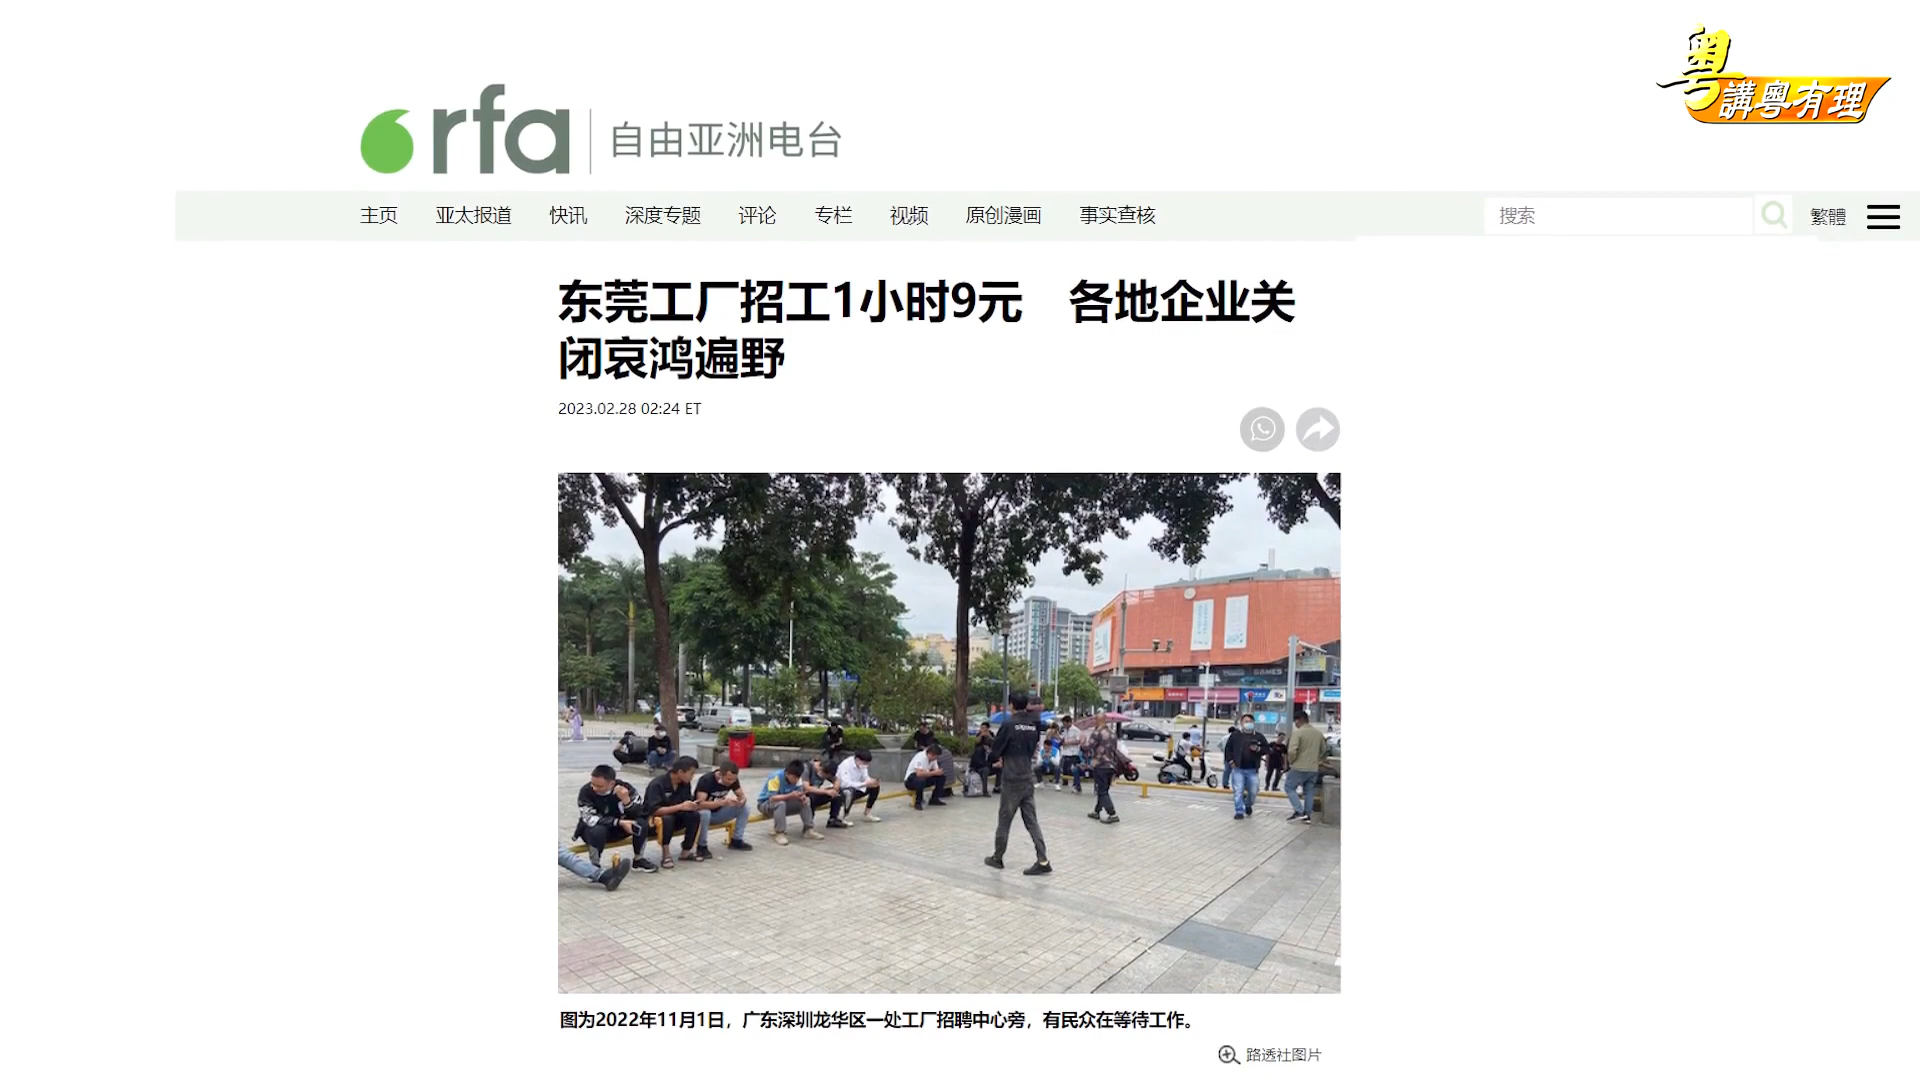 粤
講粵有理
rfa 自由亚洲电台
主页 亚太报道 快讯 深度专题 评论 专栏 视频 原创漫画 事实查核 搜索 繁體
东莞工厂招工1小时9元 各地企业关
闭哀鸿遍野
2023.02.28 02:24 ET
图为2022年11月1日，广东深圳龙华区一处工厂招聘中心旁，有民众在等待工作。
路透社图片